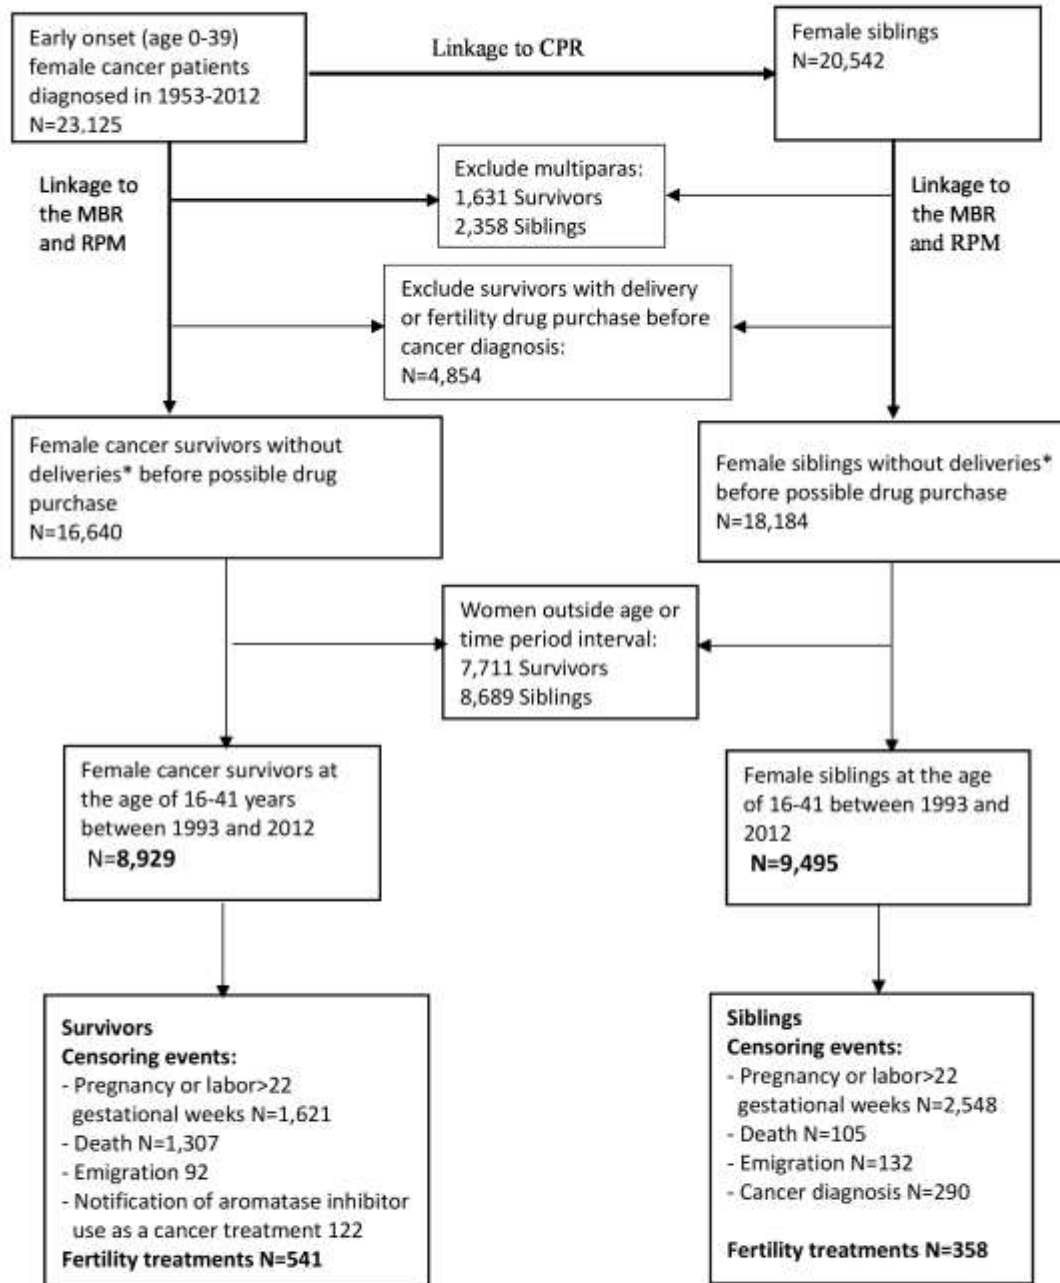 Early onset (age 0-39)
female cancer patients
diagnosed in 1953-2012
N=23,125
Linkage to CPR
Female siblings
N=20,542
Linkage to
the MBR
and RPM
Exclude multiparas:
1,631 Survivors
2,358 Siblings
Linkage to
the MBR
and RPM
Exclude survivors with delivery
or fertility drug purchase before
cancer diagnosis:
N=4,854
Female cancer survivors without
deliveries* before possible drug
purchase
N=16,640
Female siblings without deliveries*
before possible drug purchase
N=18,184
Women outside age or
time period interval:
7,711 Survivors
8,689 Siblings
Female cancer survivors at
the age of 16-41 years
between 1993 and 2012
N=8,929
Female siblings at the age
of 16-41 between 1993 and
2012
N=9,495
Survivors
Censoring events:
- Pregnancy or labor>22
gestational weeks N=1,621
- Death N=1,307
- Emigration 92
- Notification of aromatase inhibitor
use as a cancer treatment 122
Fertility treatments N=541
Siblings
Censoring events:
- Pregnancy or labor>22
gestational weeks N=2,548
- Death N=105
- Emigration N=132
- Cancer diagnosis N=290
Fertility treatments N=358